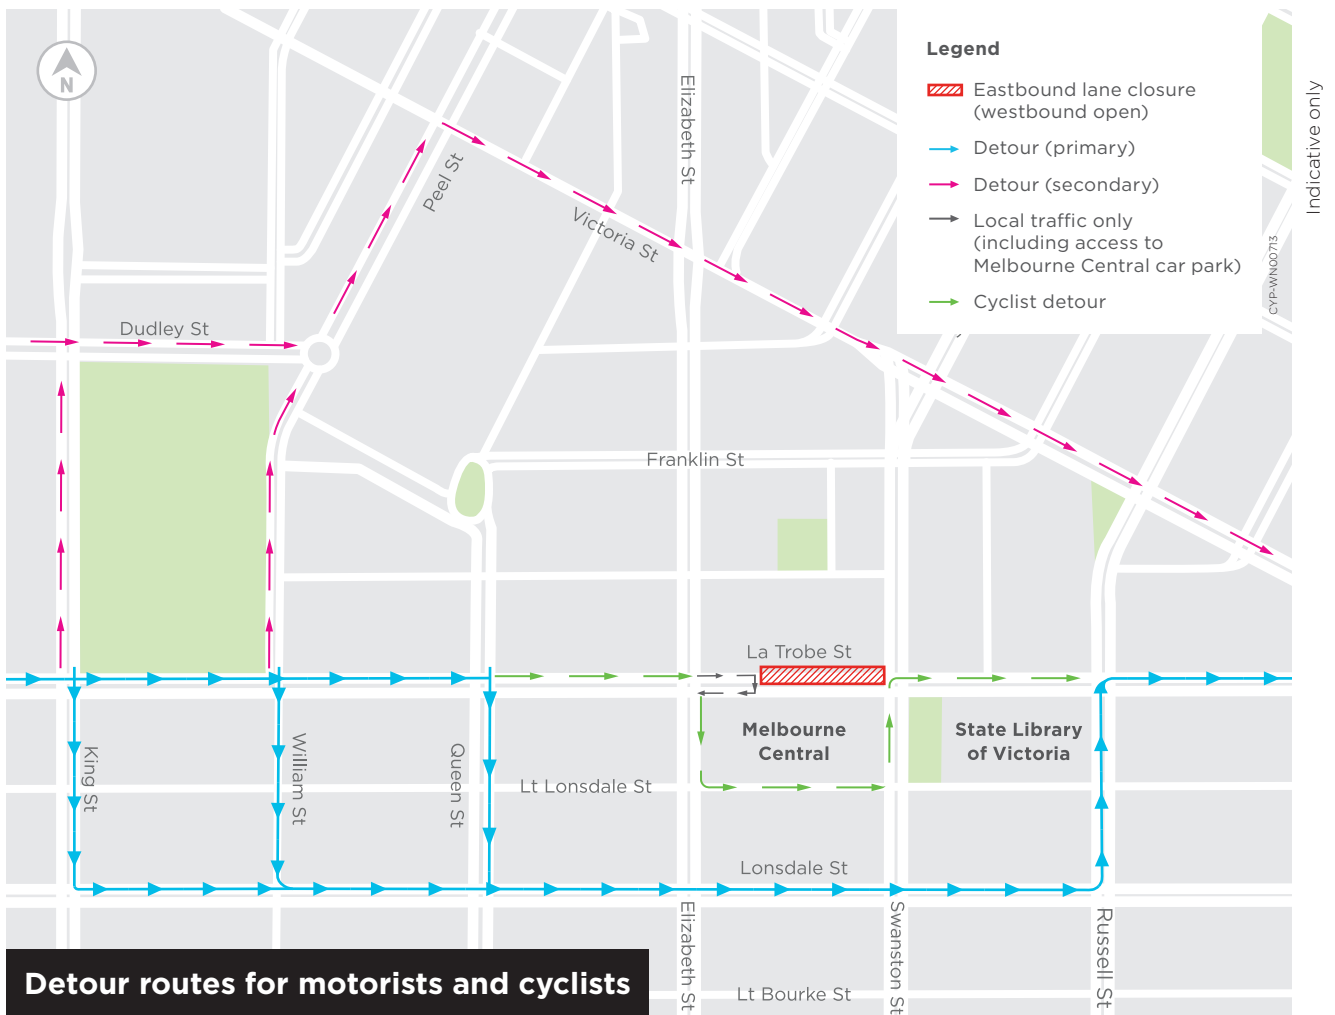 N
Legend
Eastbound lane closure
(westbound open)
Detour (primary)
Detour (secondary)
Local traffic only
(including access to
Melbourne Central car park)
Cyclist detour
Indicative only
CYP-WN00713
Elizabeth St
Peel St
Victoria St
Dudley St
Franklin St
La Trobe St
Melbourne
Central
State Library
of Victoria
King St
William St
Queen St
Lt Lonsdale St
Lonsdale St
Elizabeth St
Swanston St
Russell St
Lt Bourke St
Detour routes for motorists and cyclists